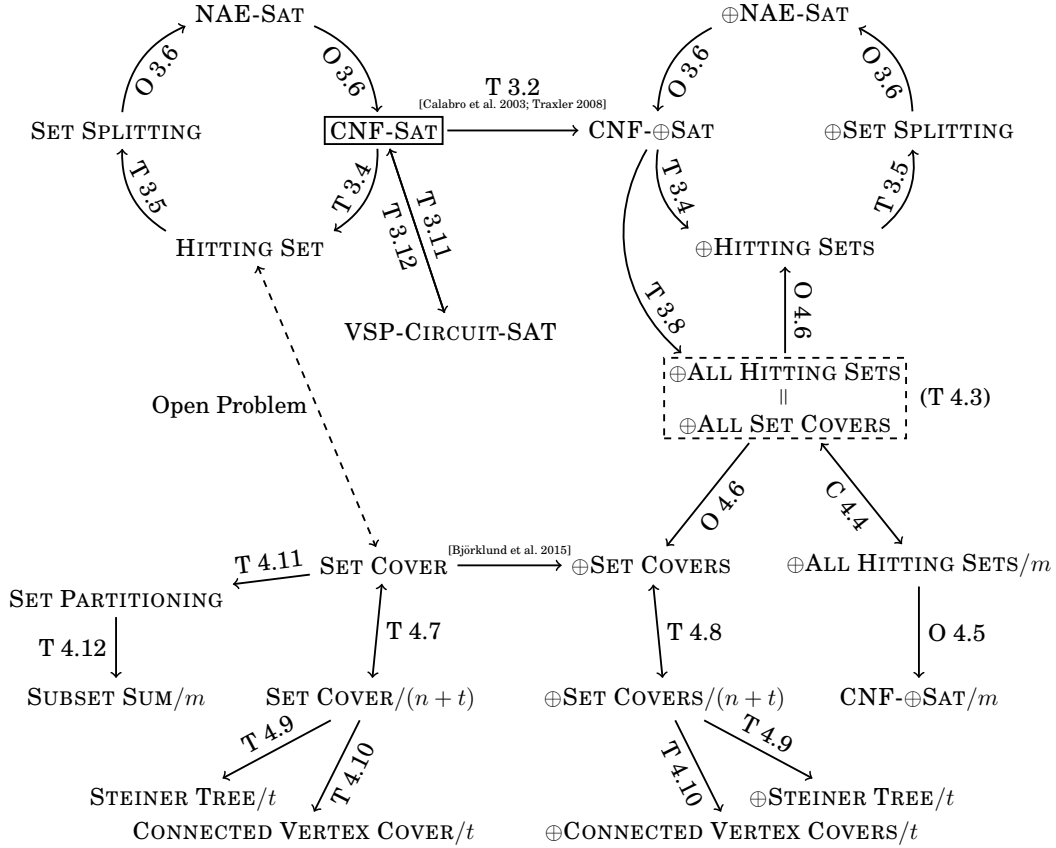 NAE-SAT
⊕NAE-SAT
O 3.6
O 3.6
O 3.6
O 3.6
T 3.2
[Calabro et al. 2003; Traxler 2008]
SET SPLITTING
CNF-SAT
CNF-⊕SAT
⊕SET SPLITTING
T 3.5
T 3.4
T 3.11
T 3.12
T 3.4
T 3.5
HITTING SET
⊕HITTING SETS
T 3.8
O 4.6
VSP-CIRCUIT-SAT
⊕ALL HITTING SETS
=
⊕ALL SET COVERS
(T 4.3)
Open Problem
O 4.6
C 4.4
T 4.11
SET COVER
[Björklund et al. 2015]
⊕SET COVERS
⊕ALL HITTING SETS/m
SET PARTITIONING
T 4.12
T 4.7
T 4.8
O 4.5
SUBSET SUM/m
SET COVER/(n + t)
⊕SET COVERS/(n + t)
CNF-⊕SAT/m
T 4.9
T 4.10
T 4.10
T 4.9
STEINER TREE/t
⊕STEINER TREE/t
CONNECTED VERTEX COVER/t
⊕CONNECTED VERTEX COVERS/t